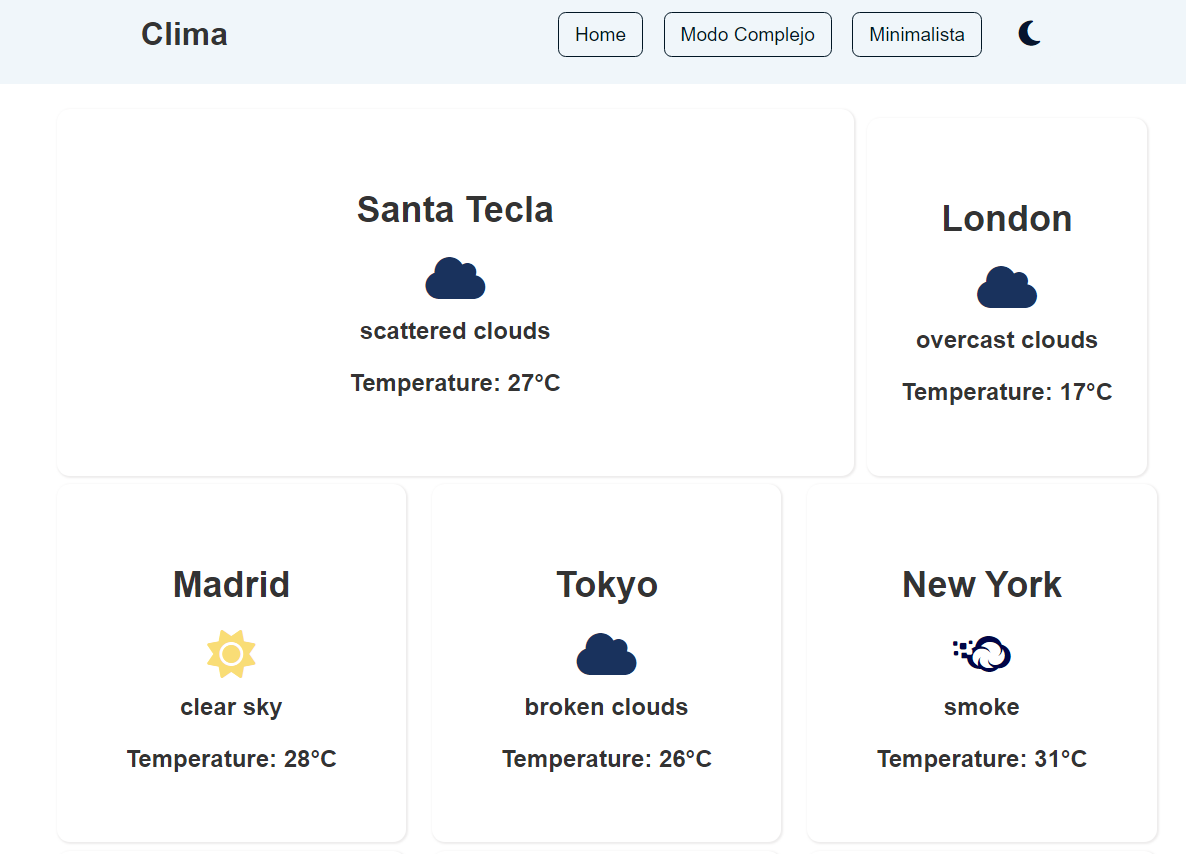 Clima
Home
Modo Complejo
Minimalista
Santa Tecla
scattered clouds
Temperature: 27°C
London
overcast clouds
Temperature: 17°C
Madrid
clear sky
Temperature: 28°C
Tokyo
broken clouds
Temperature: 26°C
New York
smoke
Temperature: 31°C